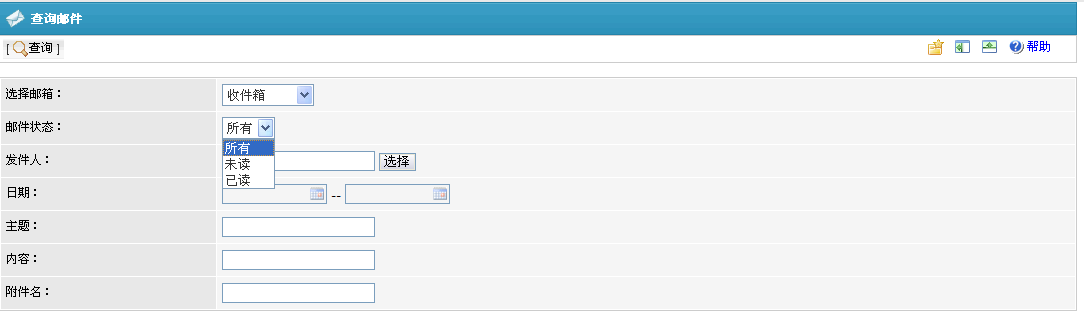 查询邮件
[ 查询 ] 帮助
选择邮箱： 收件箱
邮件状态： 所有
所有
未读
已读
发件人： 选择
日期： --
主题：
内容：
附件名：